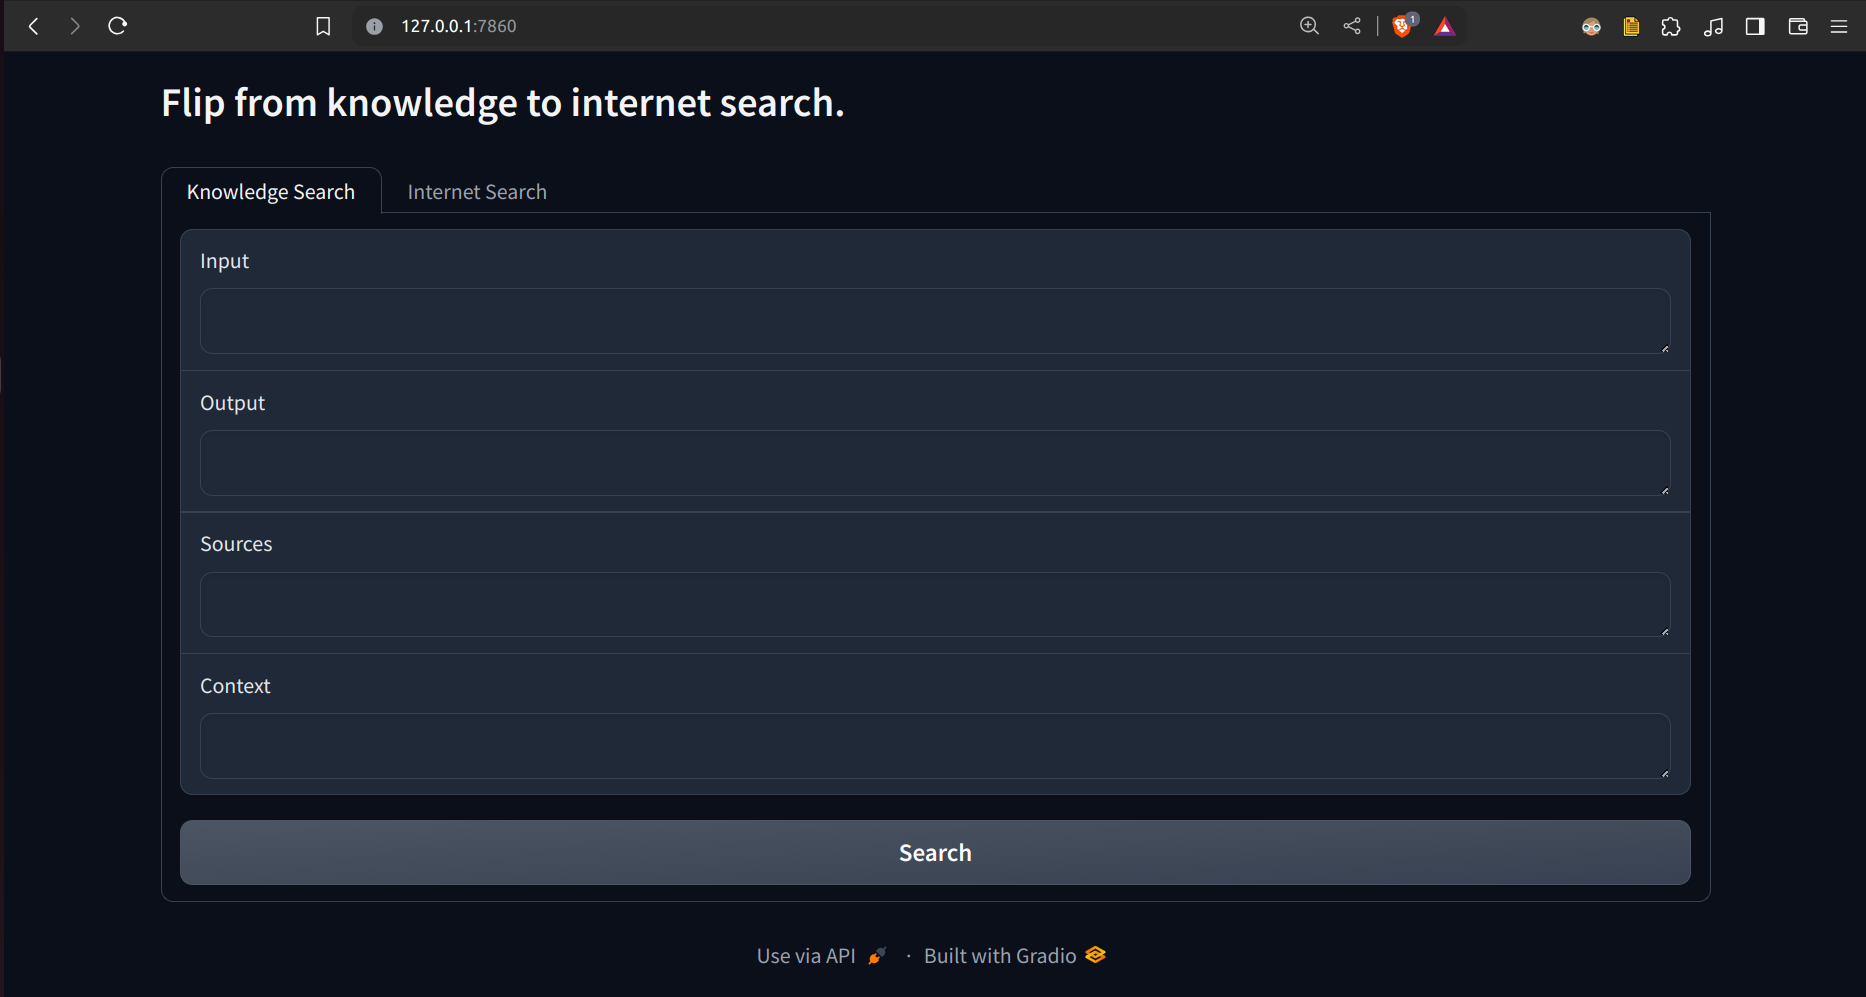 127.0.0.1:7860
1
Flip from knowledge to internet search.
Knowledge Search
Internet Search
Input
Output
Sources
Context
Search
Use via API · Built with Gradio